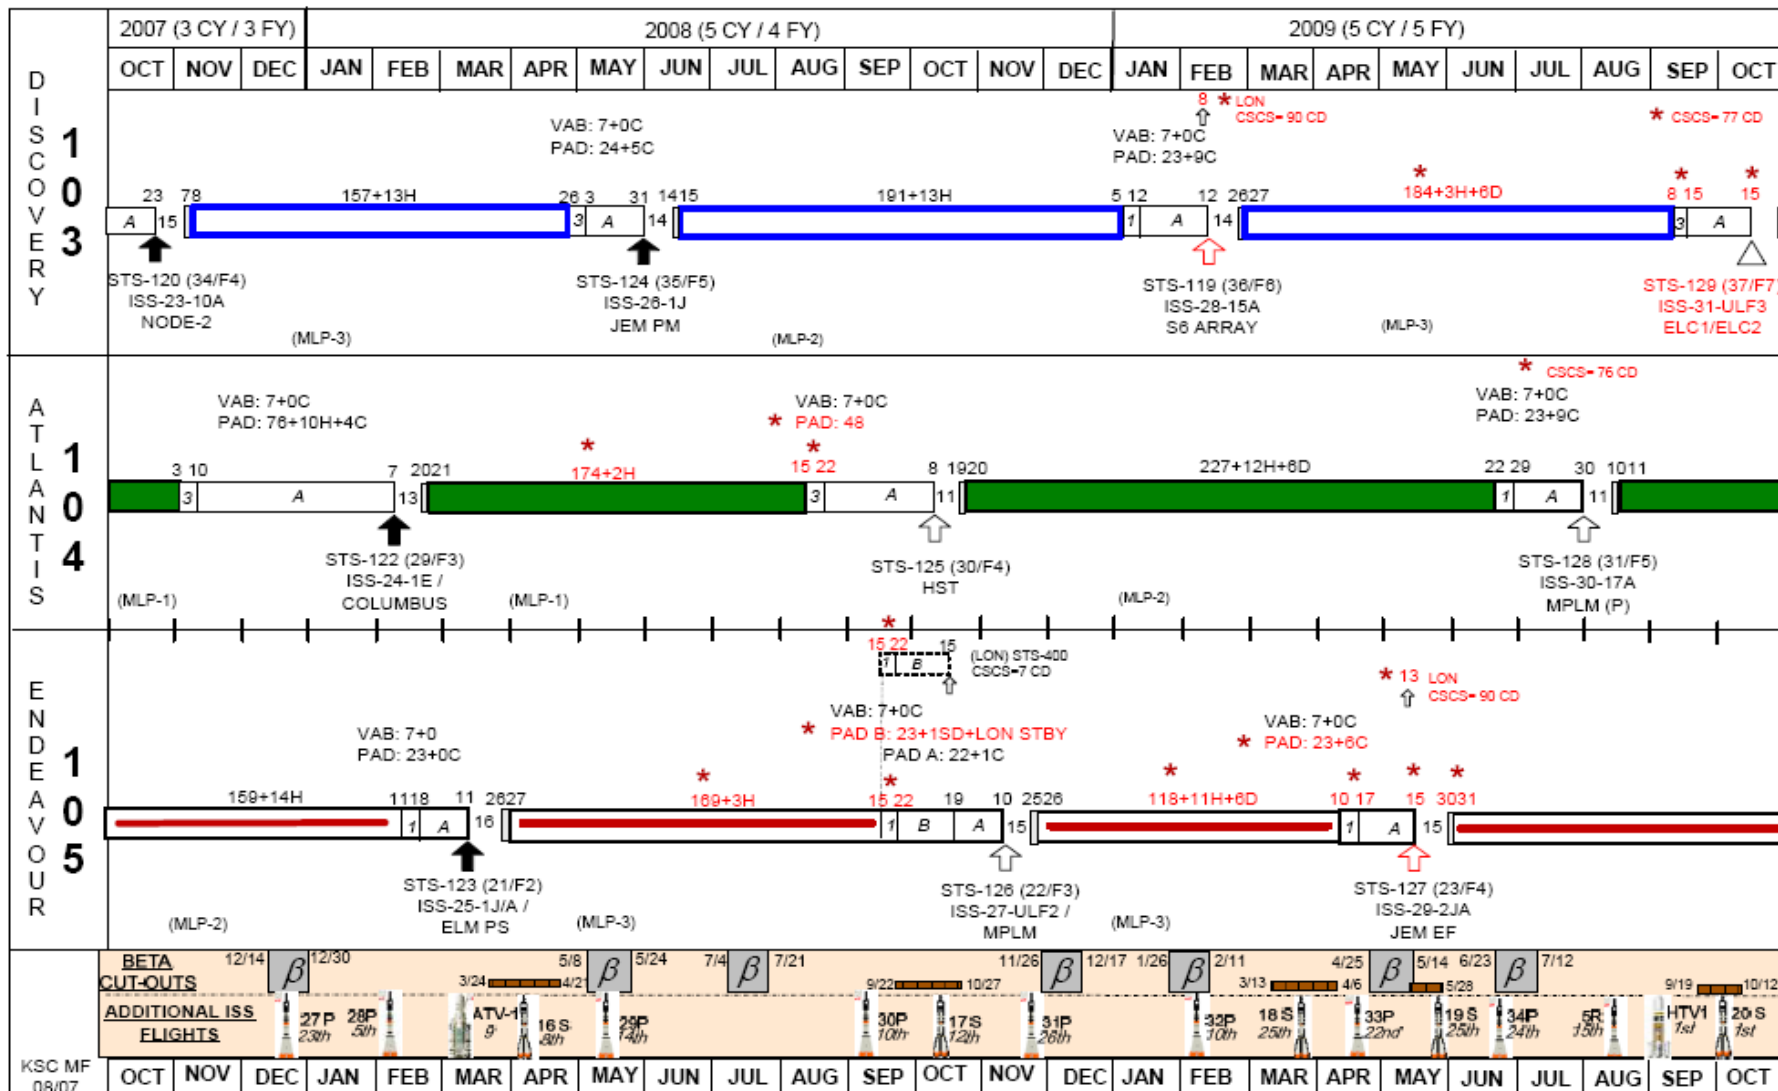 2007 (3 CY / 3 FY) 2008 (5 CY / 4 FY) 2009 (5 CY / 5 FY)
OCT NOV DEC JAN FEB MAR APR MAY JUN JUL AUG SEP OCT NOV DEC JAN FEB MAR APR MAY JUN JUL AUG SEP OCT
DISCOVERY
103
8 * LON
CSCS= 90 CD
* CSCS= 77 CD
VAB: 7+0C
PAD: 24+5C
VAB: 7+0C
PAD: 23+9C
* * *
23 78 157+13H 26 3 31 1415 191+13H 5 12 12 2627 184+3H+6D 8 15 15
A 15 3 A 14 1 A 14 3 A
STS-120 (34/F4)
ISS-23-10A
NODE-2
STS-124 (35/F5)
ISS-26-1J
JEM PM
STS-119 (36/F6)
ISS-28-15A
S6 ARRAY
STS-129 (37/F7)
ISS-31-ULF3
ELC1/ELC2
(MLP-3) (MLP-2) (MLP-3)
ATLANTIS
104
* CSCS= 76 CD
VAB: 7+0C
PAD: 76+10H+4C
VAB: 7+0C
* PAD: 48
VAB: 7+0C
PAD: 23+9C
* *
3 10 7 2021 174+2H 15 22 8 1920 227+12H+6D 22 29 30 1011
3 A 13 3 A 11 1 A 11
STS-122 (29/F3)
ISS-24-1E /
COLUMBUS
STS-125 (30/F4)
HST
STS-128 (31/F5)
ISS-30-17A
MPLM (P)
(MLP-1) (MLP-1) (MLP-2)
ENDEAVOUR
105
*
15 22 15
1 B
(LON) STS-400
CSCS=7 CD
* 13 LON
CSCS= 90 CD
VAB: 7+0
PAD: 23+0C
VAB: 7+0C
* PAD B: 23+1SD+LON STBY
PAD A: 22+1C
VAB: 7+0C
* PAD: 23+6C
* * * * * *
159+14H 1118 11 2627 169+3H 15 22 19 10 2526 118+11H+6D 10 17 15 3031
1 A 16 1 B A 15 1 A 15
STS-123 (21/F2)
ISS-25-1J/A /
ELM PS
STS-126 (22/F3)
ISS-27-ULF2 /
MPLM
STS-127 (23/F4)
ISS-29-2JA
JEM EF
(MLP-2) (MLP-3) (MLP-3)
BETA
CUT-OUTS
12/14 β 12/30 5/8 β 5/24 7/4 β 7/21 11/26 β 12/17 1/26 β 2/11 4/25 β 5/14 6/23 β 7/12
3/24 4/21 9/22 10/27 3/13 4/6 5/28 9/19 10/12
ADDITIONAL ISS
FLIGHTS
27P 28P ATV-1 16 S 29P 30P 17S 31P 32P 18 S 33P 19 S 34P 5R HTV1 20 S
23th 5th 9 8th 14th 10th 12th 26th 10th 25th 22nd 25th 24th 15th 1st 1st
KSC MF
08/07
OCT NOV DEC JAN FEB MAR APR MAY JUN JUL AUG SEP OCT NOV DEC JAN FEB MAR APR MAY JUN JUL AUG SEP OCT